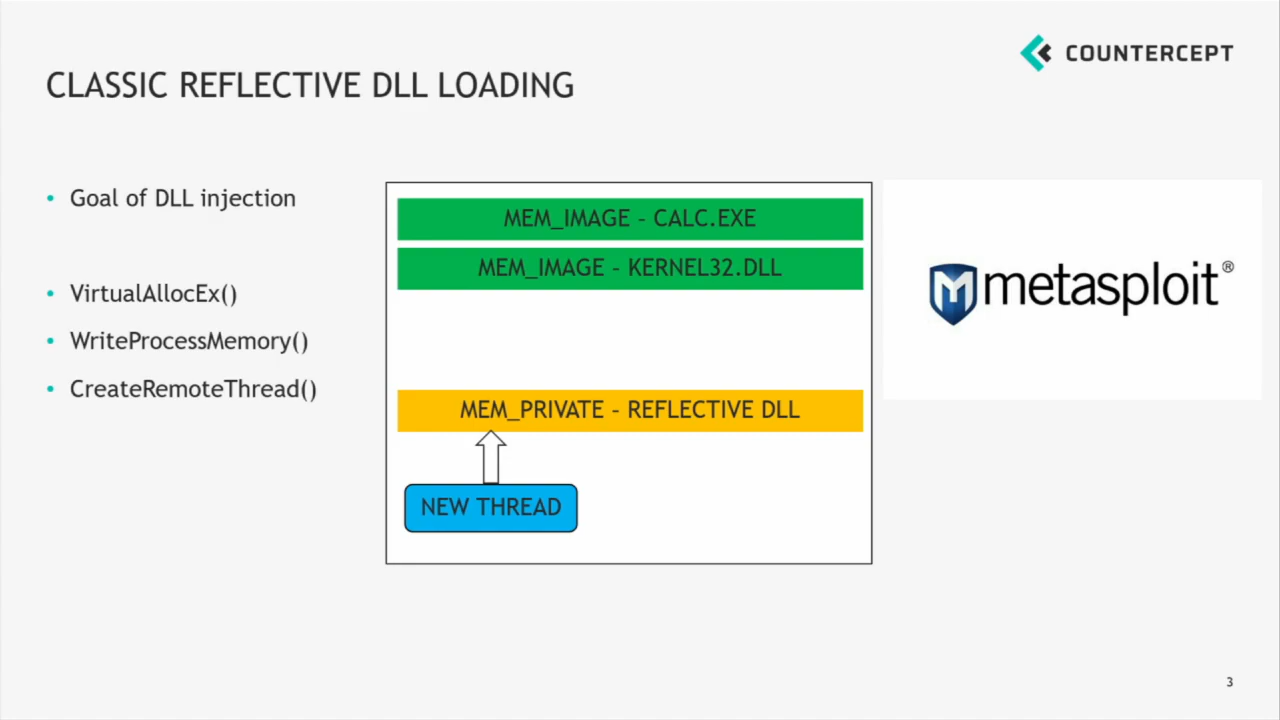 COUNTERCEPT
CLASSIC REFLECTIVE DLL LOADING
• Goal of DLL injection
• VirtualAllocEx()
• WriteProcessMemory()
• CreateRemoteThread()
MEM_IMAGE – CALC.EXE
MEM_IMAGE – KERNEL32.DLL
MEM_PRIVATE – REFLECTIVE DLL
NEW THREAD
metasploit®
3